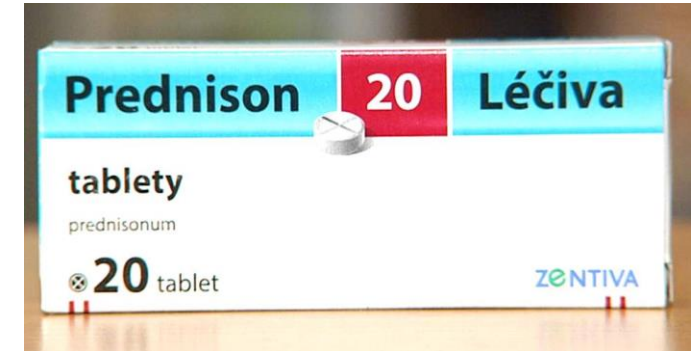 Prednison 20 Léčiva
tablety
prednisonum
20 tablet
ZENTIVA